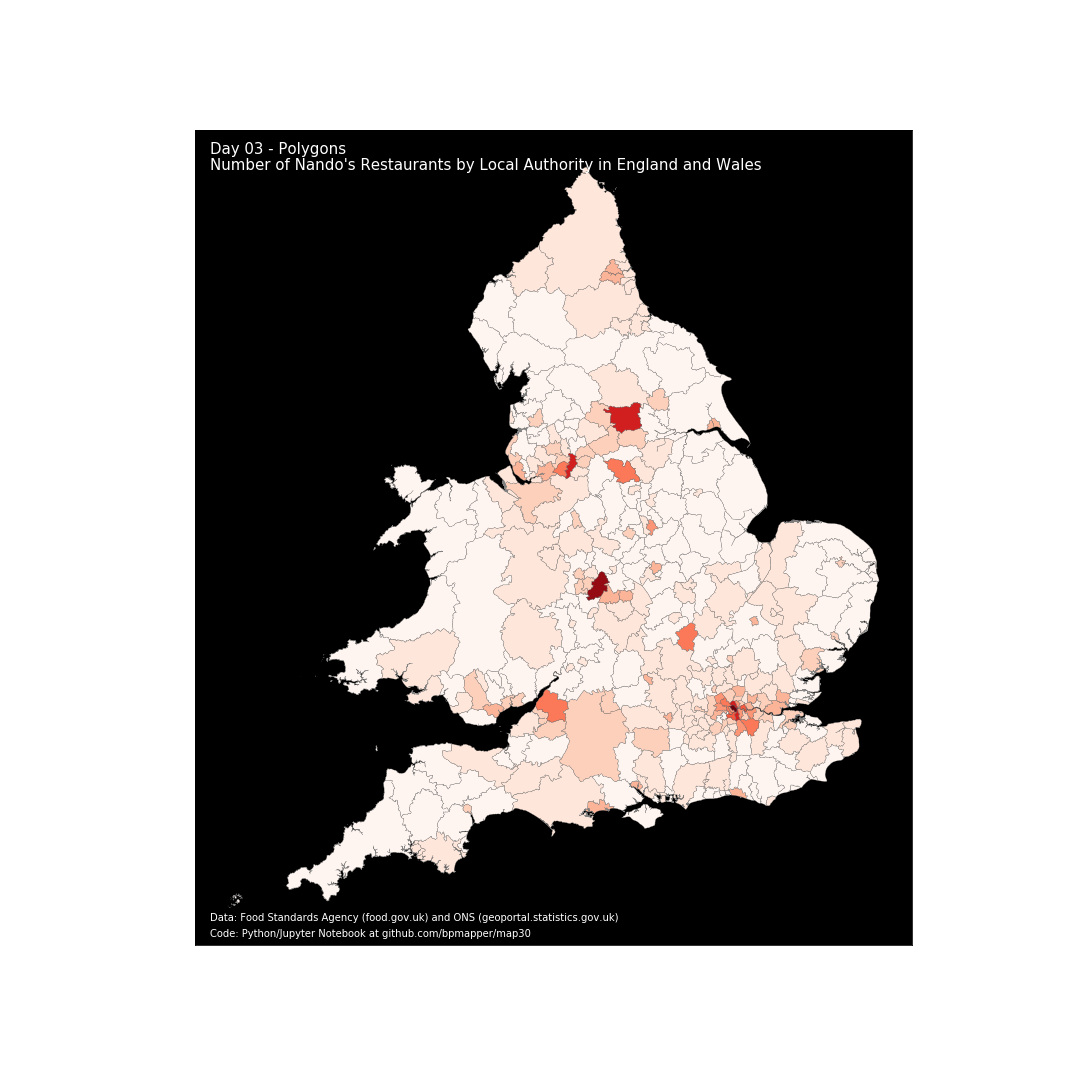 Day 03 - Polygons
Number of Nando's Restaurants by Local Authority in England and Wales
Data: Food Standards Agency (food.gov.uk) and ONS (geoportal.statistics.gov.uk)
Code: Python/Jupyter Notebook at github.com/bpmapper/map30